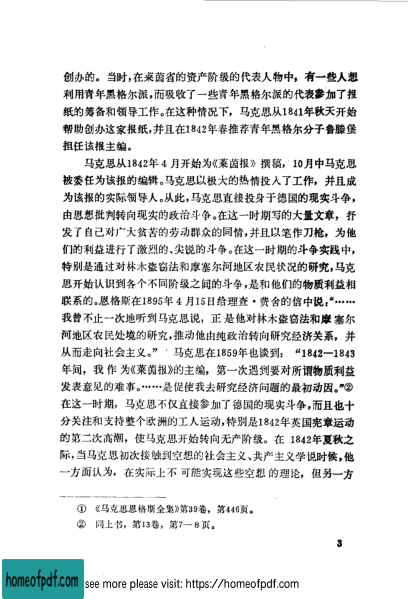 创办的。当时,在莱茵省的资产阶级的代表人物中,有一些人想
利用青年黑格尔派,而吸收了一些青年黑格尔派的代表参加了报
纸的筹备和领导工作。在这种情况下,马克思从1841年秋天开始
帮助创办这家报纸,并且在1842年春推荐青年黑格尔分子鲁滕堡
担任该报主编。
马克思从1842年4月开始为《莱茵报》撰稿,10月中马克思
被委任为该报的编辑。马克思以极大的热情投入了工作,并且成
为该报的实际领导人。从此,马克思直接投身于德国的现实斗争,
由思想批判转向现实的政治斗争。在这一时期写的大量文章,抒
发了自己对广大贫苦的劳动群众的同情,并且以笔作刀枪,为他
们的利益进行了激烈的、尖锐的斗争。在这一时期的斗争实践中,
特别是通过对林木盗窃法和摩塞尔河地区农民状况的研究,马克
思开始认识到各个不同阶级之间的斗争,是和他们的物质利益相
联系的。恩格斯在1895年4月15日给理查·费舍的信中说:“……
我曾不止一次地听到马克思说,正是他对林木盗窃法和摩塞尔
河地区农民处境的研究,推动他由纯政治转向研究经济关系,并
从而走向社会主义。”①马克思在1859年也谈到:“1842—1843
年间,我作为《莱茵报》的主编,第一次遇到要对所谓物质利益
发表意见的难事。……是促使我去研究经济问题的最初动因。”②
在这一时期,马克思不仅直接参加了德国的现实斗争,而且也十
分关注和支持整个欧洲的工人运动,特别是1842年英国宪章运动
的第二次高潮,使马克思开始转向无产阶级。在1842年夏秋之
际,当马克思初次接触到空想的社会主义、共产主义学说时候,他
一方面认为,在实际上不可能实现这些空想的理论,但另一方
① 《马克思恩格斯全集》第39卷,第446页。
② 同上书,第13卷,第7—8页。
3
homeofpdf.com
see more please visit: https://homeofpdf.com